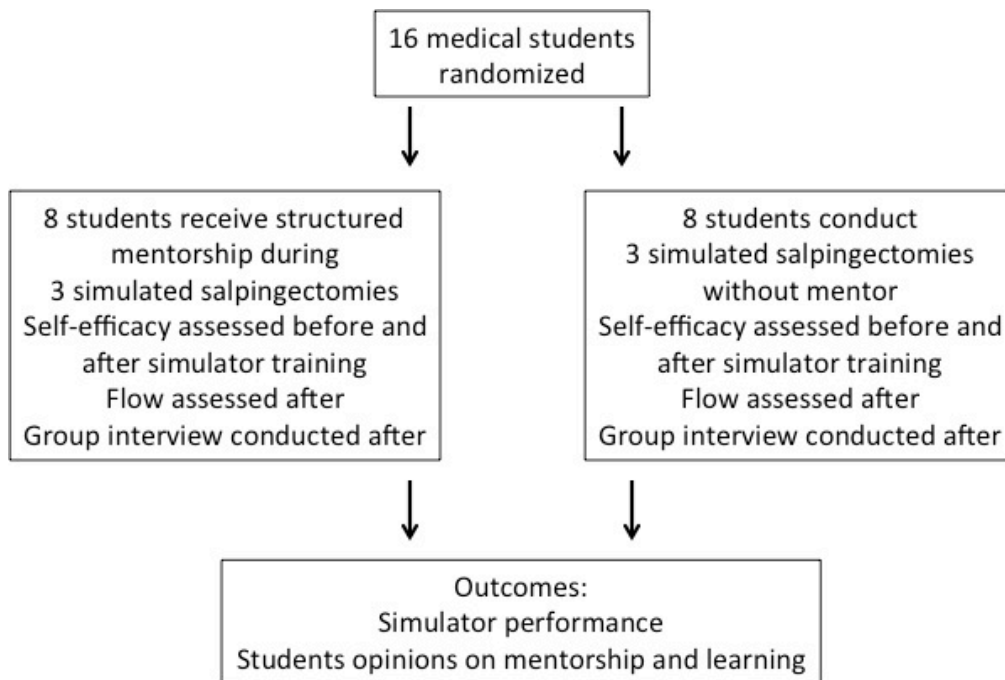 16 medical students
randomized
8 students receive structured
mentorship during
3 simulated salpingectomies
Self-efficacy assessed before and
after simulator training
Flow assessed after
Group interview conducted after
8 students conduct
3 simulated salpingectomies
without mentor
Self-efficacy assessed before and
after simulator training
Flow assessed after
Group interview conducted after
Outcomes:
Simulator performance
Students opinions on mentorship and learning